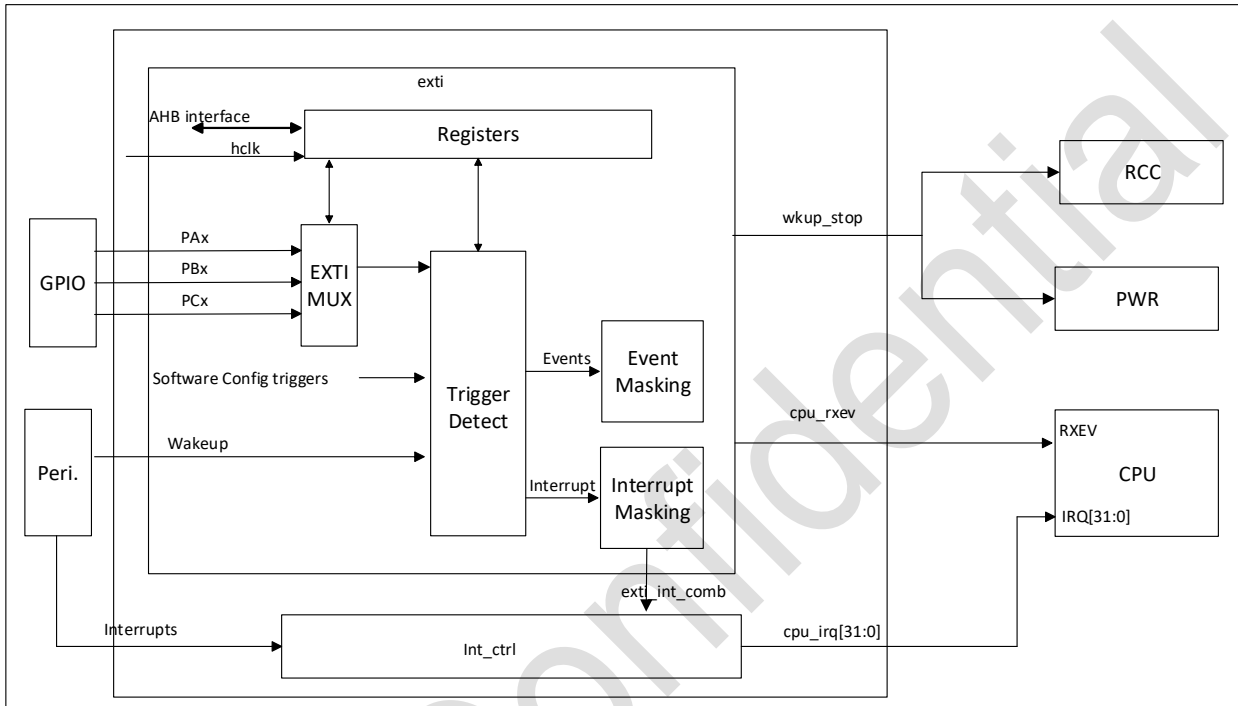 exti
AHB interface
Registers
hclk
RCC
wkup_stop
PAx
GPIO
PBx
EXTI
MUX
PCx
PWR
Events
Event
Masking
Software Config triggers
Trigger
Detect
cpu_rxev
RXEV
Wakeup
Peri.
CPU
Interrupt
Interrupt
Masking
IRQ[31:0]
exti_int_comb
Interrupts
Int_ctrl
cpu_irq[31:0]